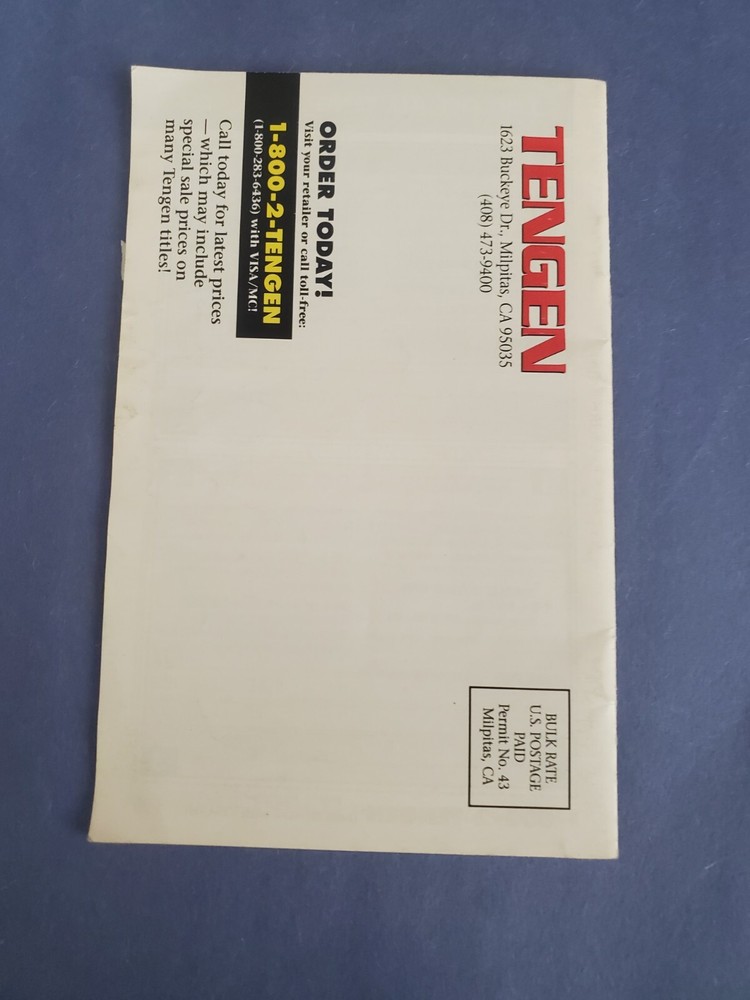 TENGEN
1623 Buckeye Dr., Milpitas, CA 95035
(408) 473-9400
BULK RATE
U.S. POSTAGE
PAID
Permit No. 43
Milpitas, CA
ORDER TODAY!
Visit your retailer or call toll-free:
1-800-2-TENGEN
(1-800-283-6436) with VISA/MC!
Call today for latest prices
—which may include
special sale prices on
many Tengen titles!